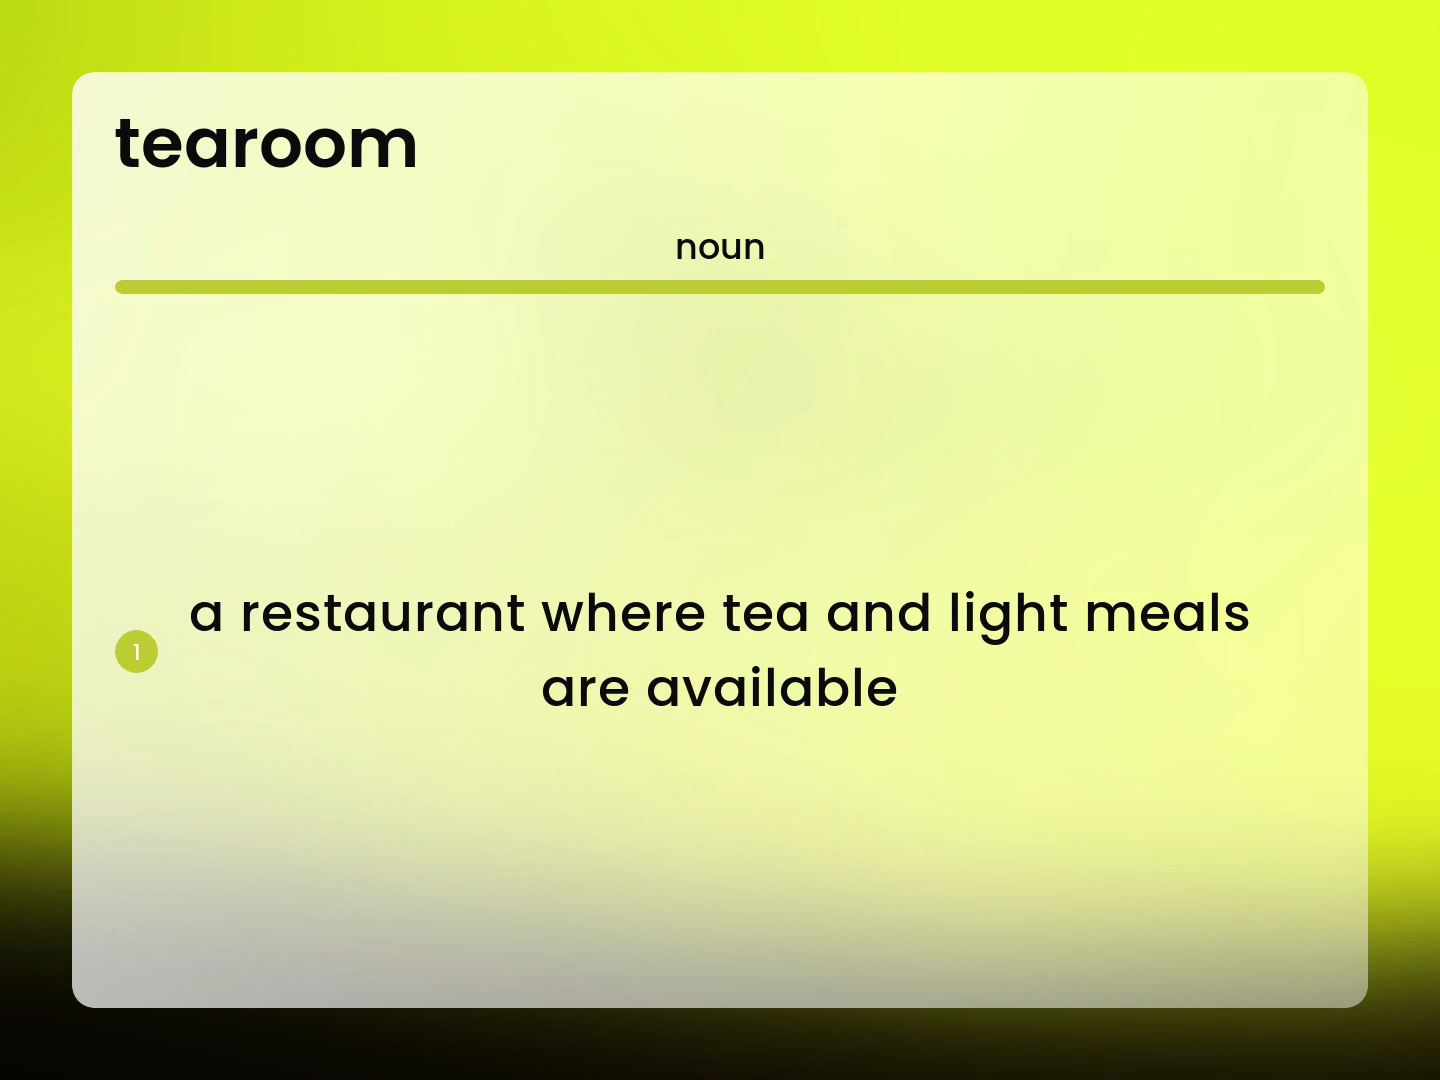 tearoom
noun
1
a restaurant where tea and light meals
are available